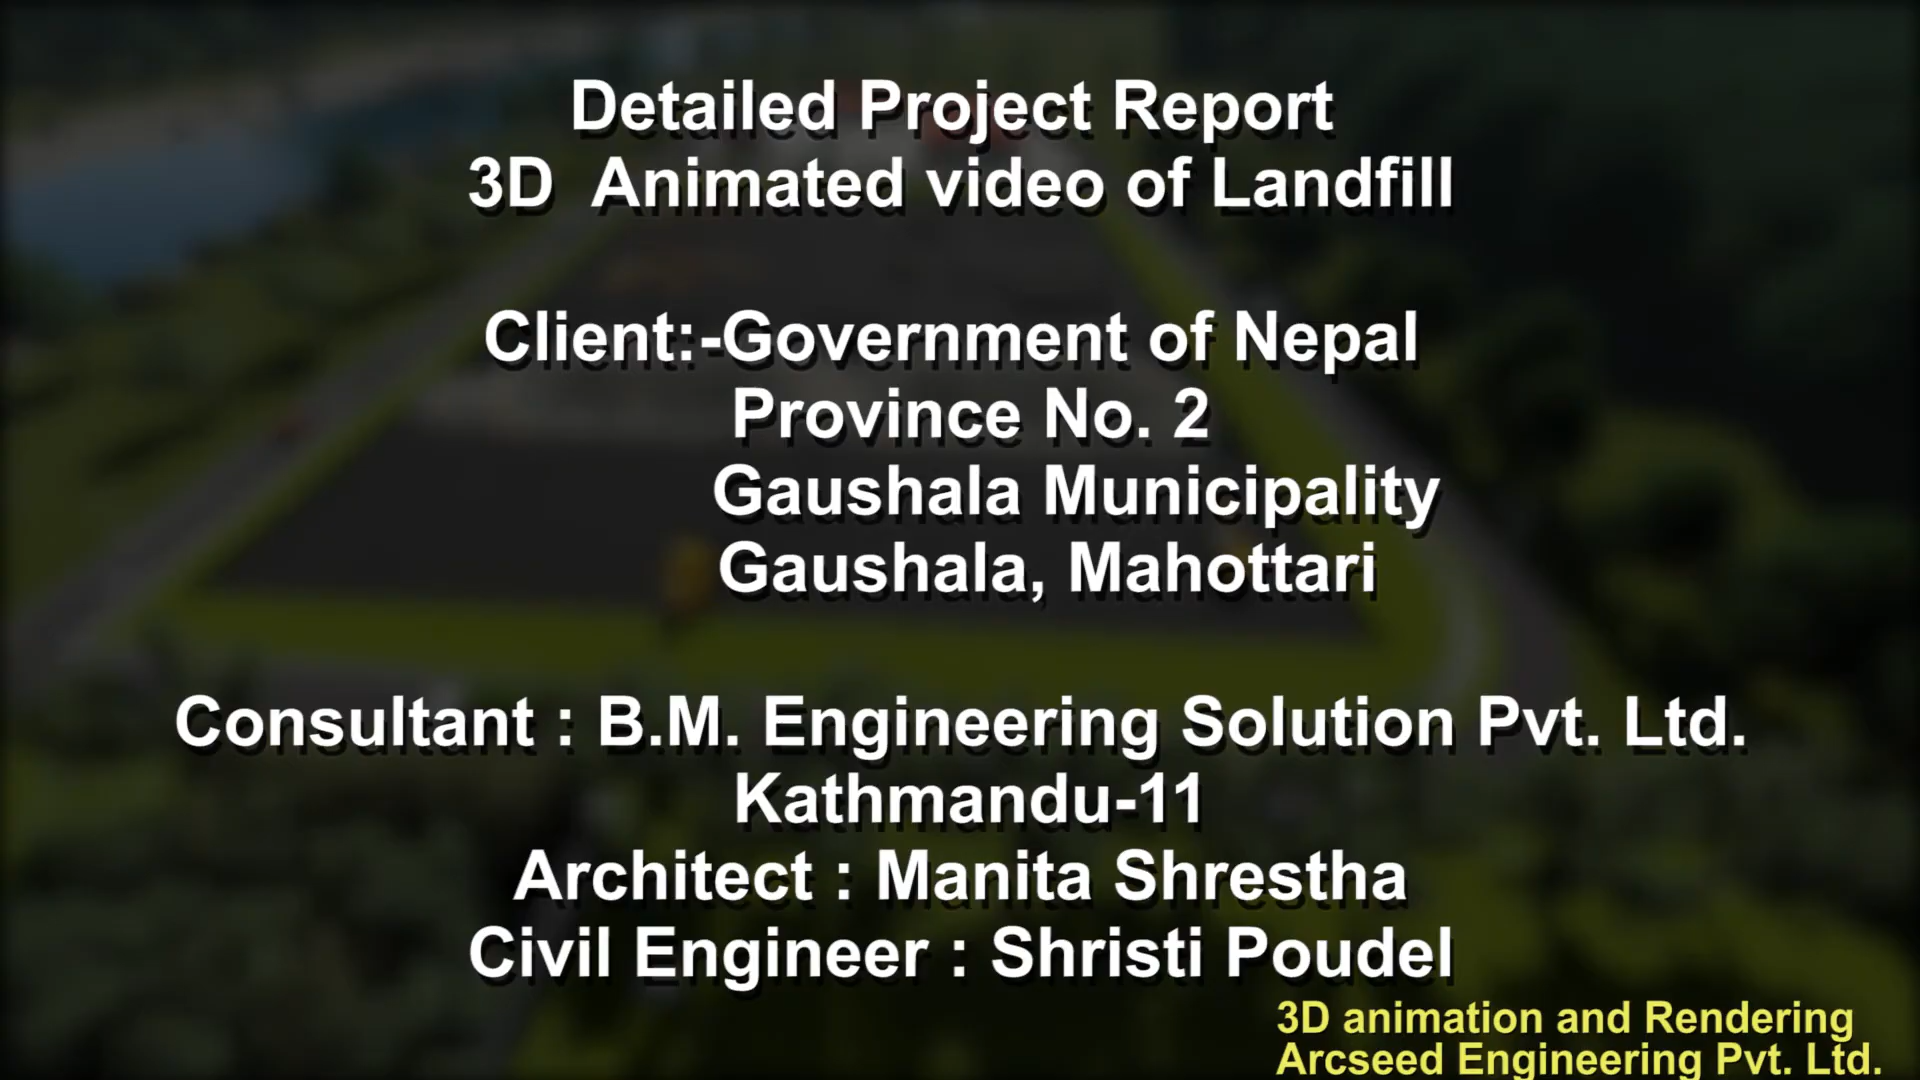 Detailed Project Report
3D Animated video of Landfill
Client:-Government of Nepal
Province No. 2
Gaushala Municipality
Gaushala, Mahottari
Consultant : B.M. Engineering Solution Pvt. Ltd.
Kathmandu-11
Architect : Manita Shrestha
Civil Engineer : Shristi Poudel
3D animation and Rendering
Arcseed Engineering Pvt. Ltd.